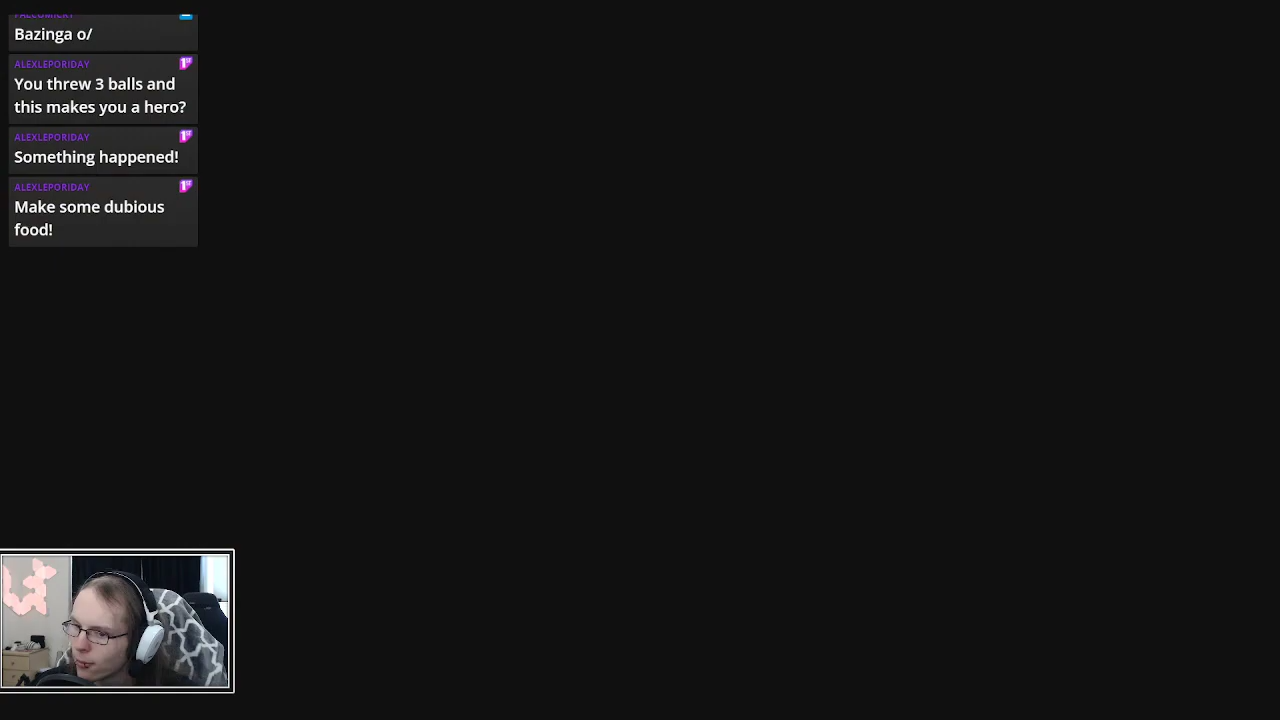 FALCOMICKY
Bazinga o/
ALEXLEPORIDAY
You threw 3 balls and
this makes you a hero?
ALEXLEPORIDAY
Something happened!
ALEXLEPORIDAY
Make some dubious
food!